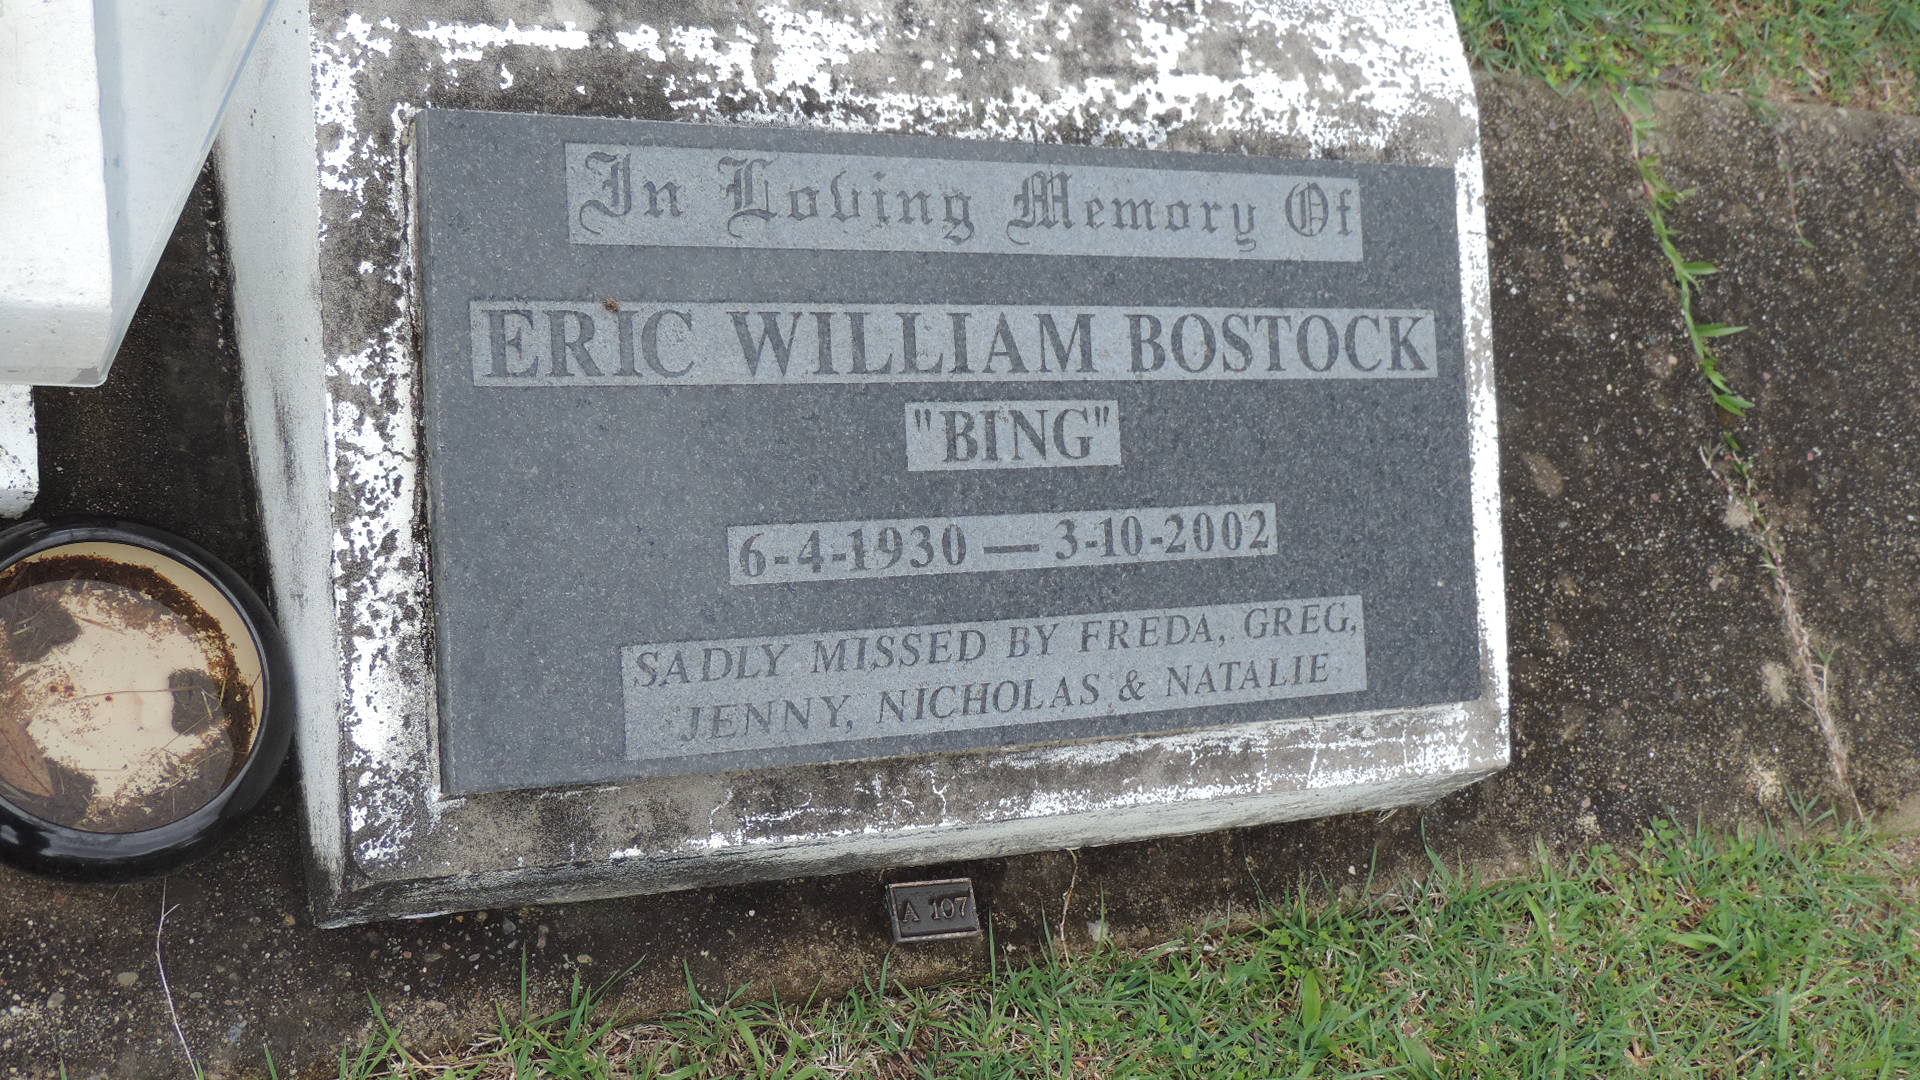 In Loving Memory Of
ERIC WILLIAM BOSTOCK
"BING"
6-4-1930 — 3-10-2002
SADLY MISSED BY FREDA, GREG,
JENNY, NICHOLAS & NATALIE
A 107